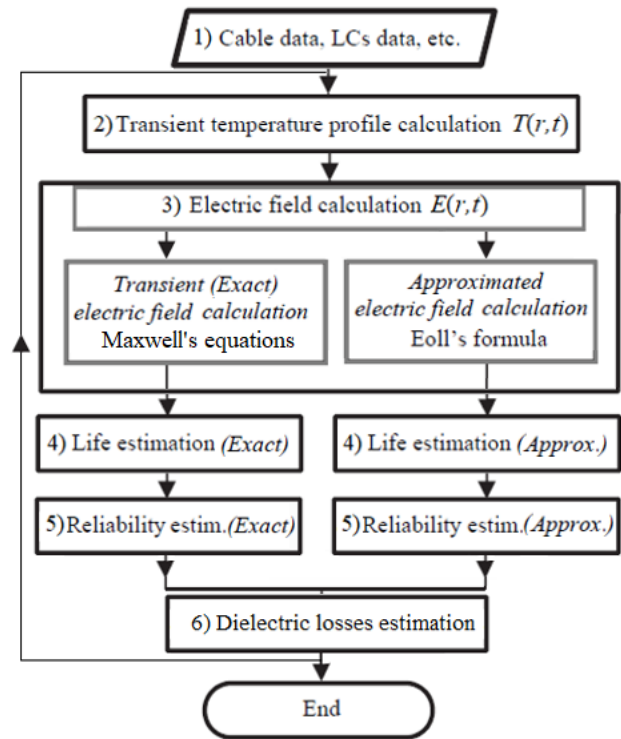 1) Cable data, LCs data, etc.
2) Transient temperature profile calculation T(r,t)
3) Electric field calculation E(r,t)
Transient (Exact)
electric field calculation
Maxwell's equations
Approximated
electric field calculation
Eoll's formula
4) Life estimation (Exact)
4) Life estimation (Approx.)
5)Reliability estim.(Exact)
5)Reliability estim.(Approx.)
6) Dielectric losses estimation
End